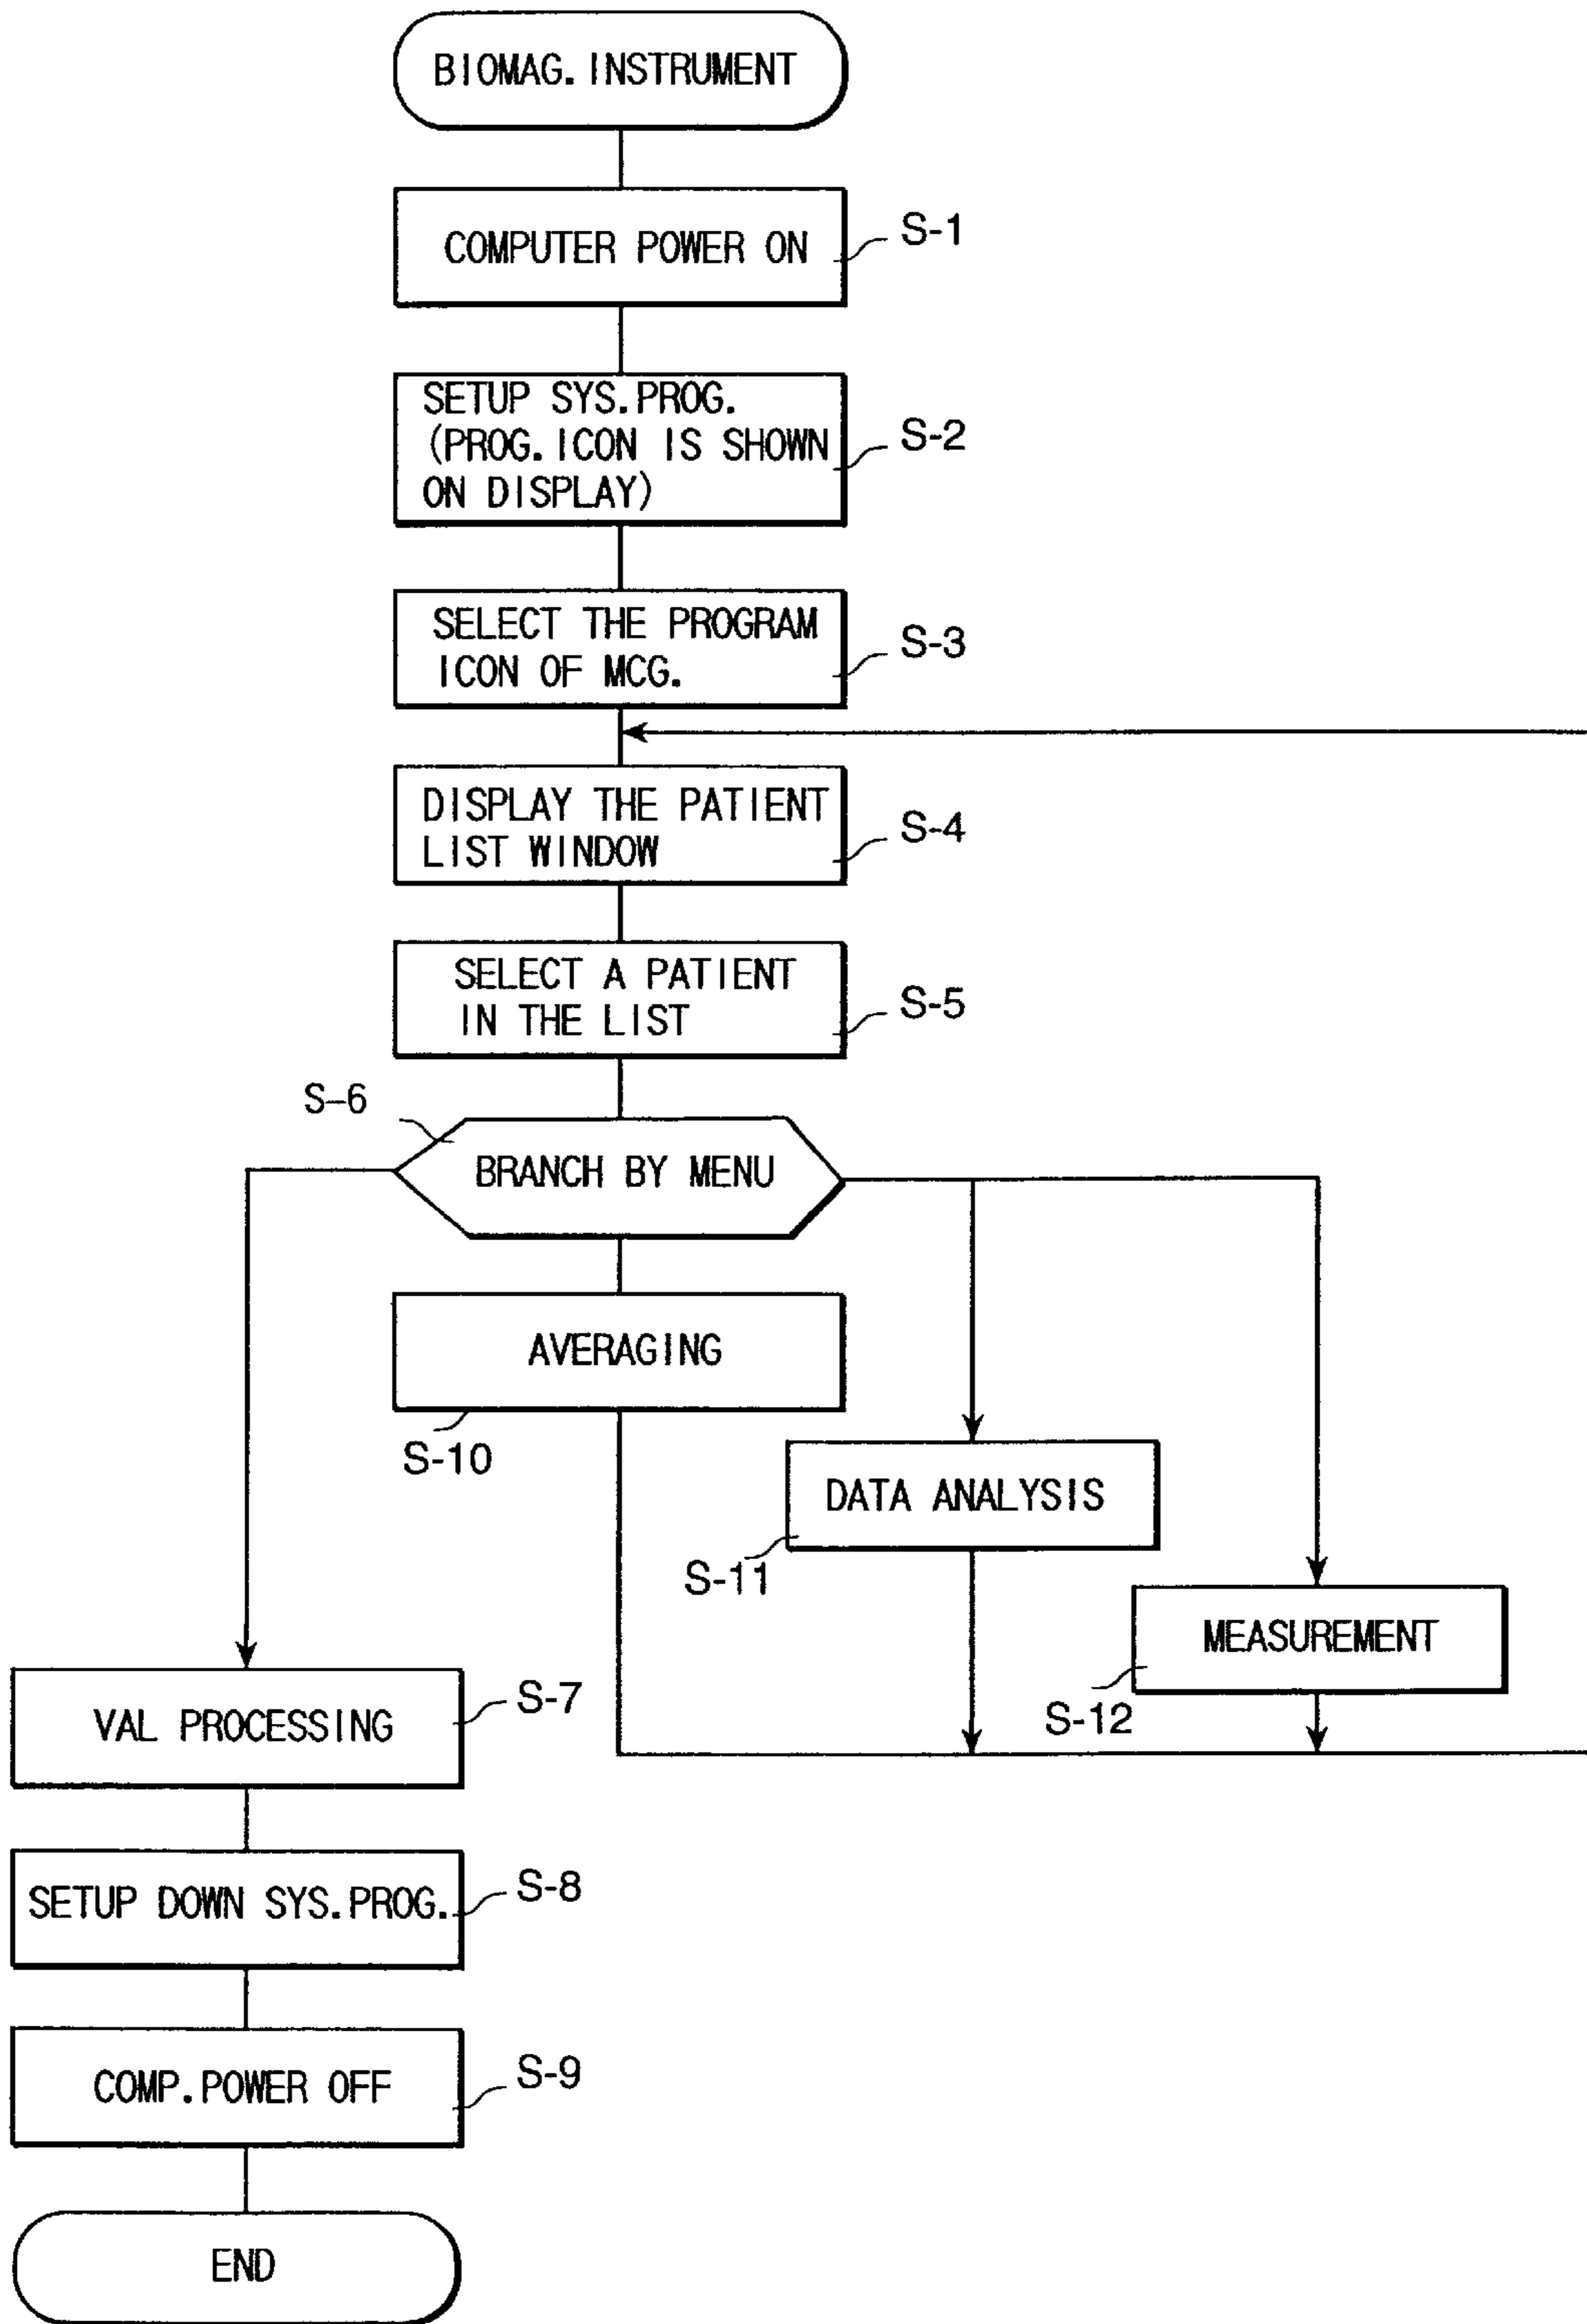 BIOMAG.INSTRUMENT
COMPUTER POWER ON
S-1
SETUP SYS.PROG.
(PROG.ICON IS SHOWN
ON DISPLAY)
S-2
SELECT THE PROGRAM
ICON OF MCG.
S-3
DISPLAY THE PATIENT
LIST WINDOW
S-4
SELECT A PATIENT
IN THE LIST
S-5
S-6
BRANCH BY MENU
AVERAGING
S-10
DATA ANALYSIS
S-11
MEASUREMENT
S-12
VAL PROCESSING
S-7
SETUP DOWN SYS.PROG.
S-8
COMP.POWER OFF
S-9
END